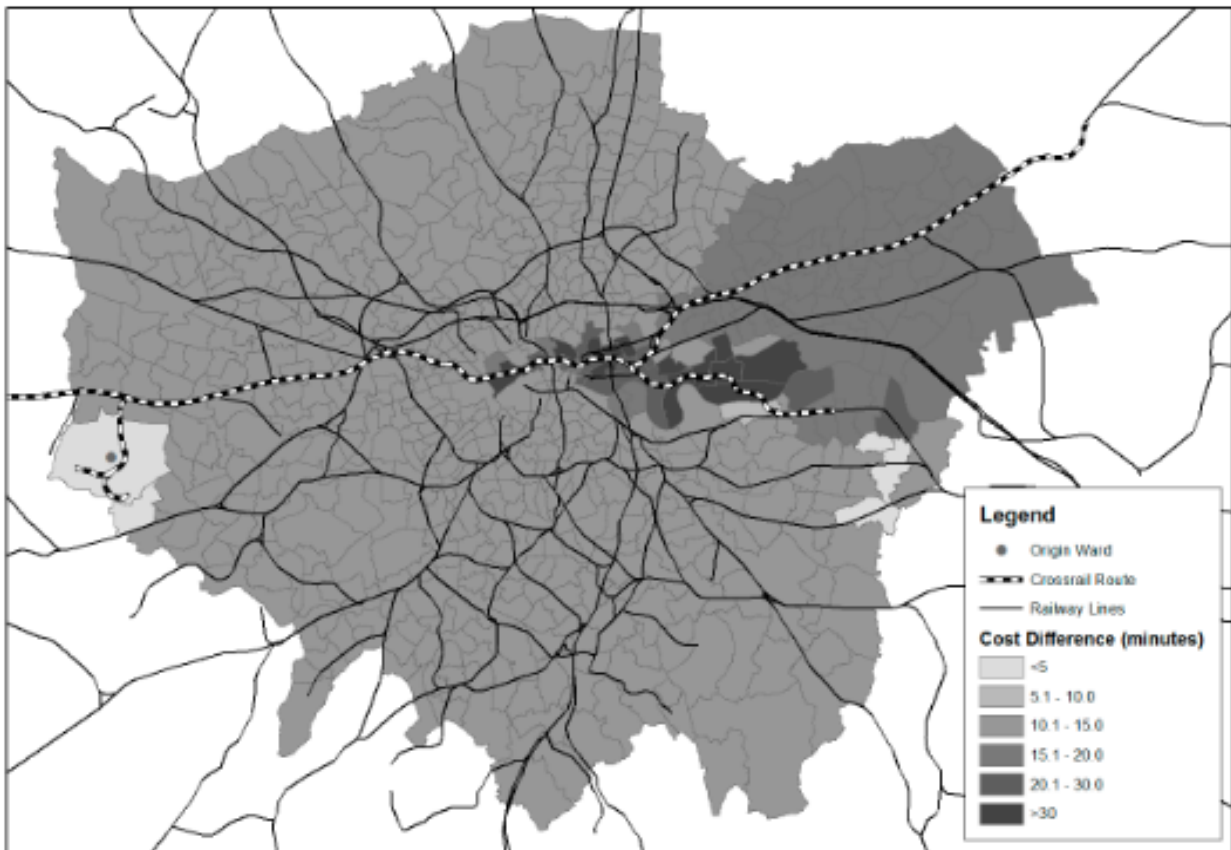 Legend
Origin Ward
Crossrail Route
Railway Lines
Cost Difference (minutes)
<5
5.1 - 10.0
10.1 - 15.0
15.1 - 20.0
20.1 - 30.0
>30